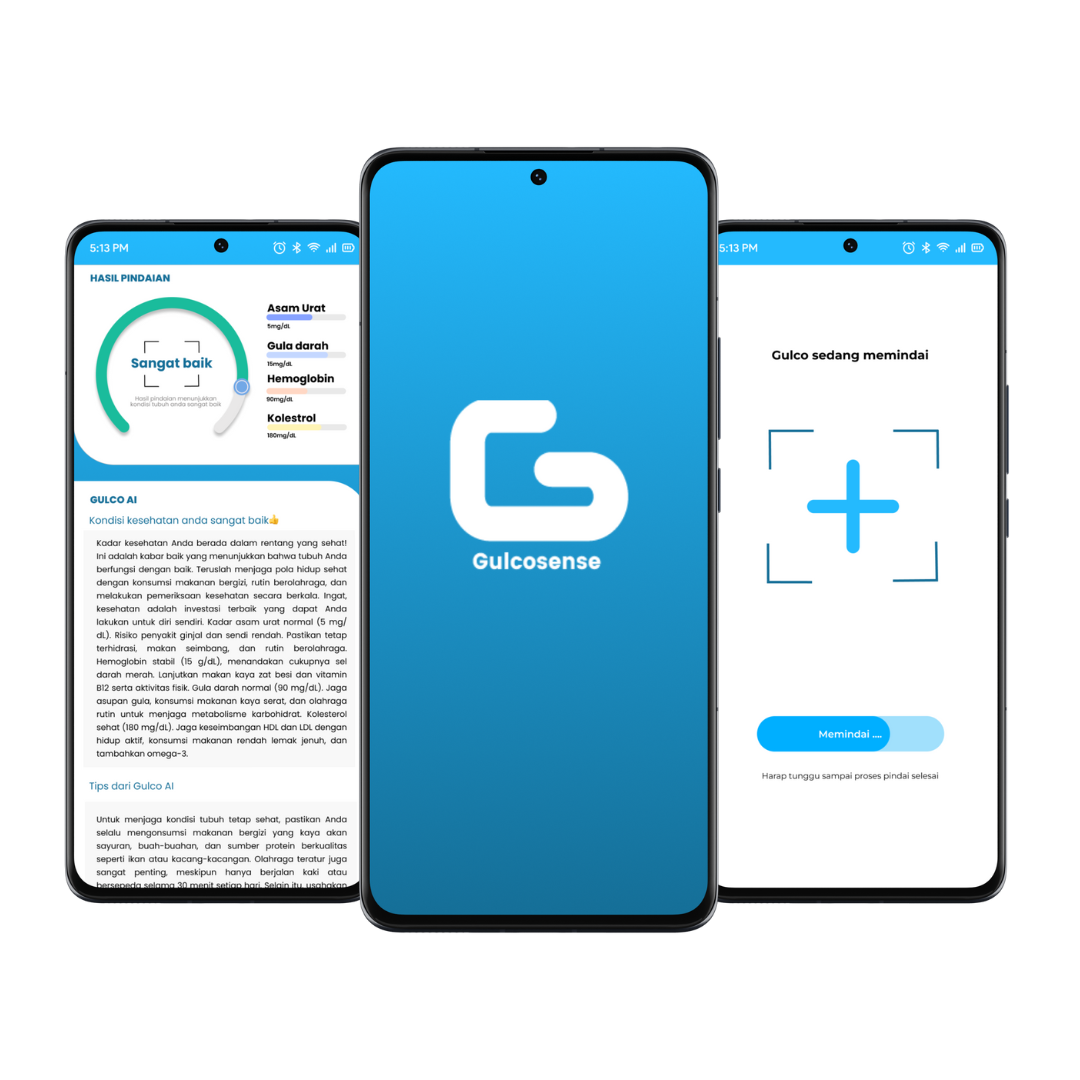 5:13 PM
HASIL PINDAIAN
Sangat baik
Hasil pindaian menunjukkan
kondisi tubuh anda sangat baik
Asam Urat
5mg/dL
Gula darah
15mg/dL
Hemoglobin
90mg/dL
Kolestrol
180mg/dL
GULCO AI
Kondisi kesehatan anda sangat baik👍
Kadar kesehatan Anda berada dalam rentang yang sehat!
Ini adalah kabar baik yang menunjukkan bahwa tubuh Anda
berfungsi dengan baik. Teruslah menjaga pola hidup sehat
dengan konsumsi makanan bergizi, rutin berolahraga, dan
melakukan pemeriksaan kesehatan secara berkala. Ingat,
kesehatan adalah investasi terbaik yang dapat Anda
lakukan untuk diri sendiri. Kadar asam urat normal (5 mg/
dL). Risiko penyakit ginjal dan sendi rendah. Pastikan tetap
terhidrasi, makan seimbang, dan rutin berolahraga.
Hemoglobin stabil (15 g/dL), menandakan cukupnya sel
darah merah. Lanjutkan makan kaya zat besi dan vitamin
B12 serta aktivitas fisik. Gula darah normal (90 mg/dL). Jaga
asupan gula, konsumsi makanan kaya serat, dan olahraga
rutin untuk menjaga metabolisme karbohidrat. Kolesterol
sehat (180 mg/dL). Jaga keseimbangan HDL dan LDL dengan
hidup aktif, konsumsi makanan rendah lemak jenuh, dan
tambahkan omega-3.
Tips dari Gulco AI
Untuk menjaga kondisi tubuh tetap sehat, pastikan Anda
selalu mengonsumsi makanan bergizi yang kaya akan
sayuran, buah-buahan, dan sumber protein berkualitas
seperti ikan atau kacang-kacangan. Olahraga teratur juga
sangat penting, meskipun hanya berjalan kaki atau
bersepeda selama 30 menit setiap hari. Selain itu, usahakan
Gulcosense
5:13 PM
Gulco sedang memindai
Memindai ....
Harap tunggu sampai proses pindai selesai